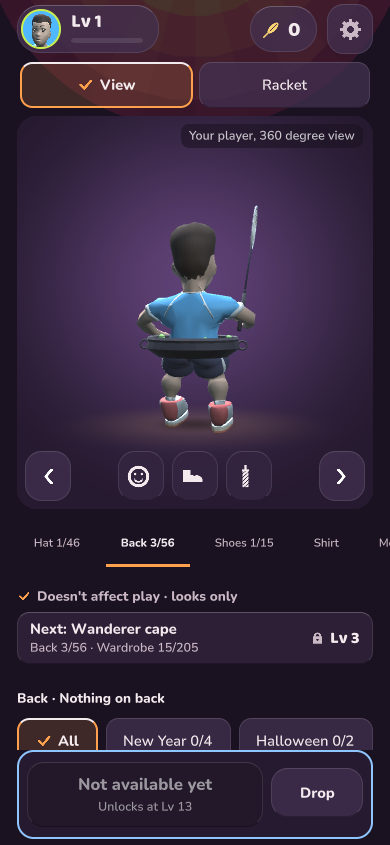 Lv 1
0
View
Racket
Your player, 360 degree view
Hat 1/46
Back 3/56
Shoes 1/15
Shirt
Doesn't affect play · looks only
Next: Wanderer cape
Back 3/56 · Wardrobe 15/205
Lv 3
Back · Nothing on back
All
New Year 0/4
Halloween 0/2
Not available yet
Unlocks at Lv 13
Drop